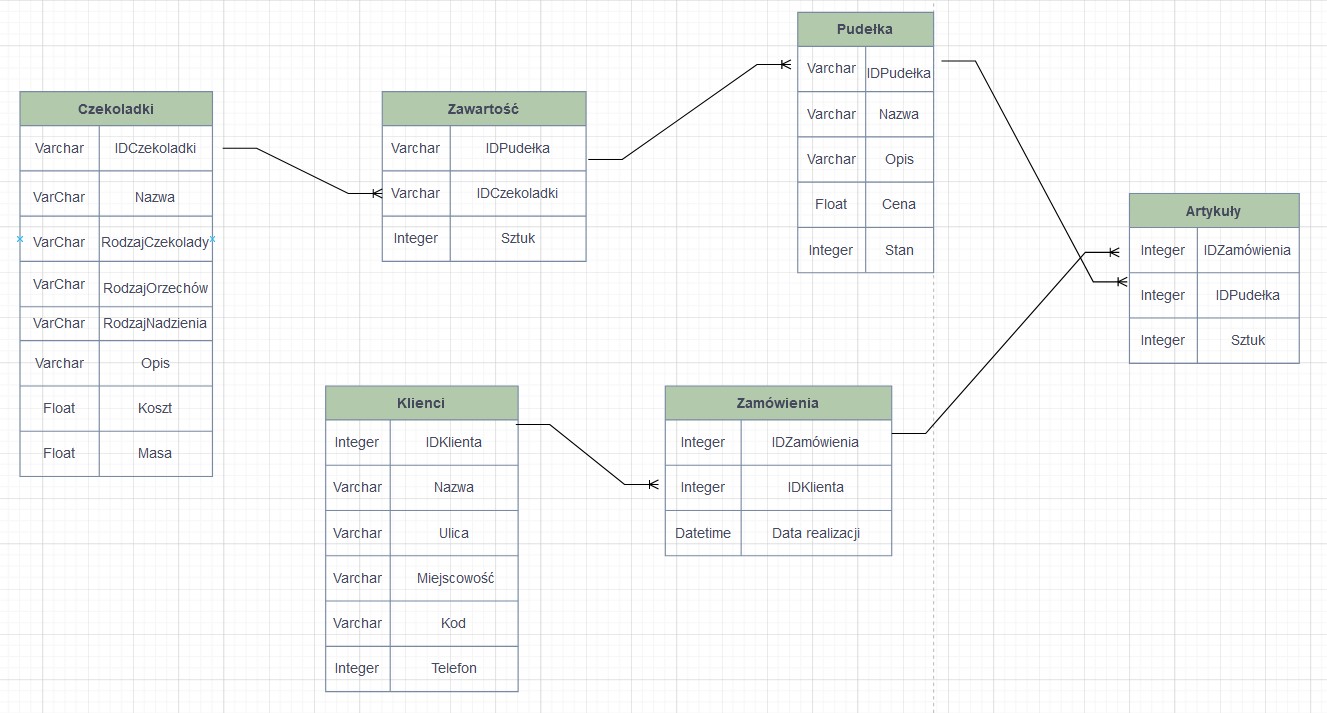 Czekoladki
Varchar IDCzekoladki
VarChar Nazwa
VarChar RodzajCzekolady
VarChar RodzajOrzechów
VarChar RodzajNadzienia
Varchar Opis
Float Koszt
Float Masa
Zawartość
Varchar IDPudełka
Varchar IDCzekoladki
Integer Sztuk
Pudełka
Varchar IDPudełka
Varchar Nazwa
Varchar Opis
Float Cena
Integer Stan
Artykuły
Integer IDZamówienia
Integer IDPudełka
Integer Sztuk
Klienci
Integer IDKlienta
Varchar Nazwa
Varchar Ulica
Varchar Miejscowość
Varchar Kod
Integer Telefon
Zamówienia
Integer IDZamówienia
Integer IDKlienta
Datetime Data realizacji